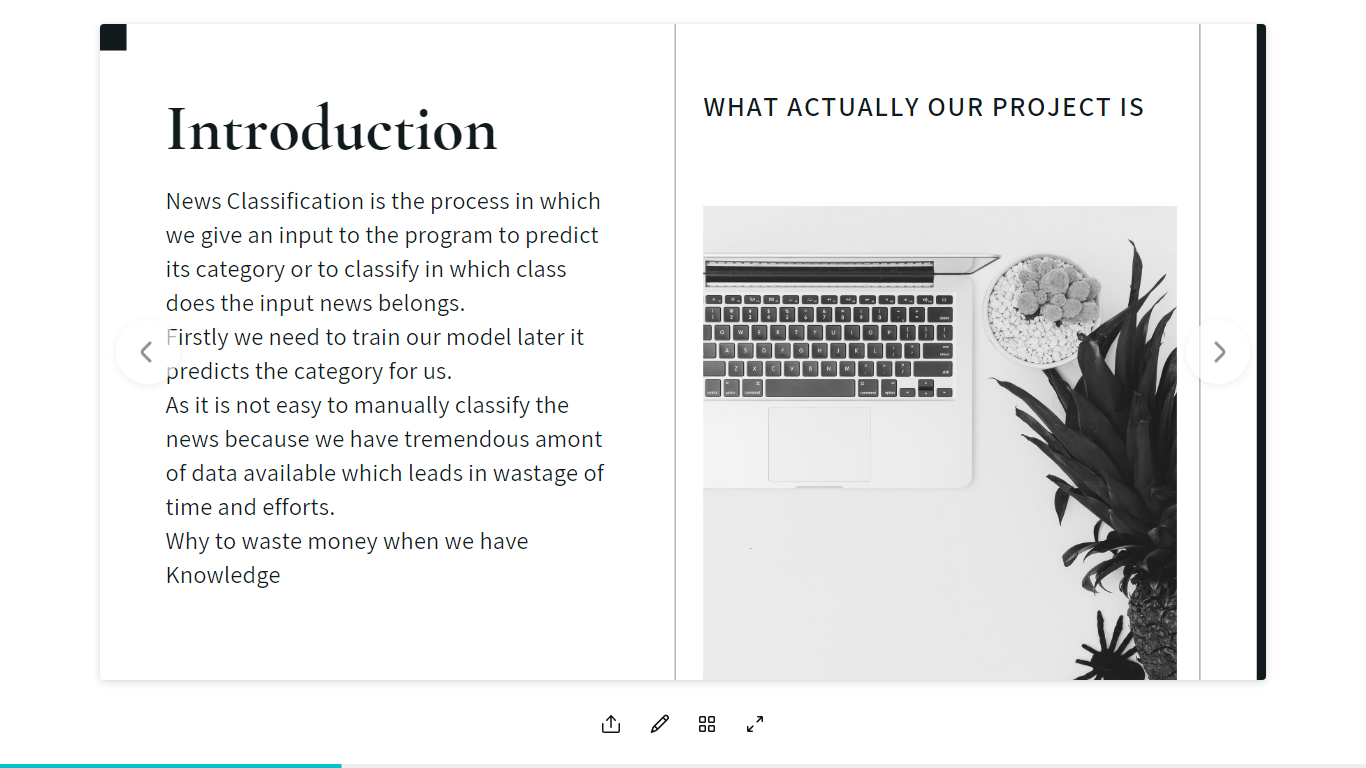 Introduction
News Classification is the process in which
we give an input to the program to predict
its category or to classify in which class
does the input news belongs.
Firstly we need to train our model later it
predicts the category for us.
As it is not easy to manually classify the
news because we have tremendous amont
of data available which leads in wastage of
time and efforts.
Why to waste money when we have
Knowledge
WHAT ACTUALLY OUR PROJECT IS